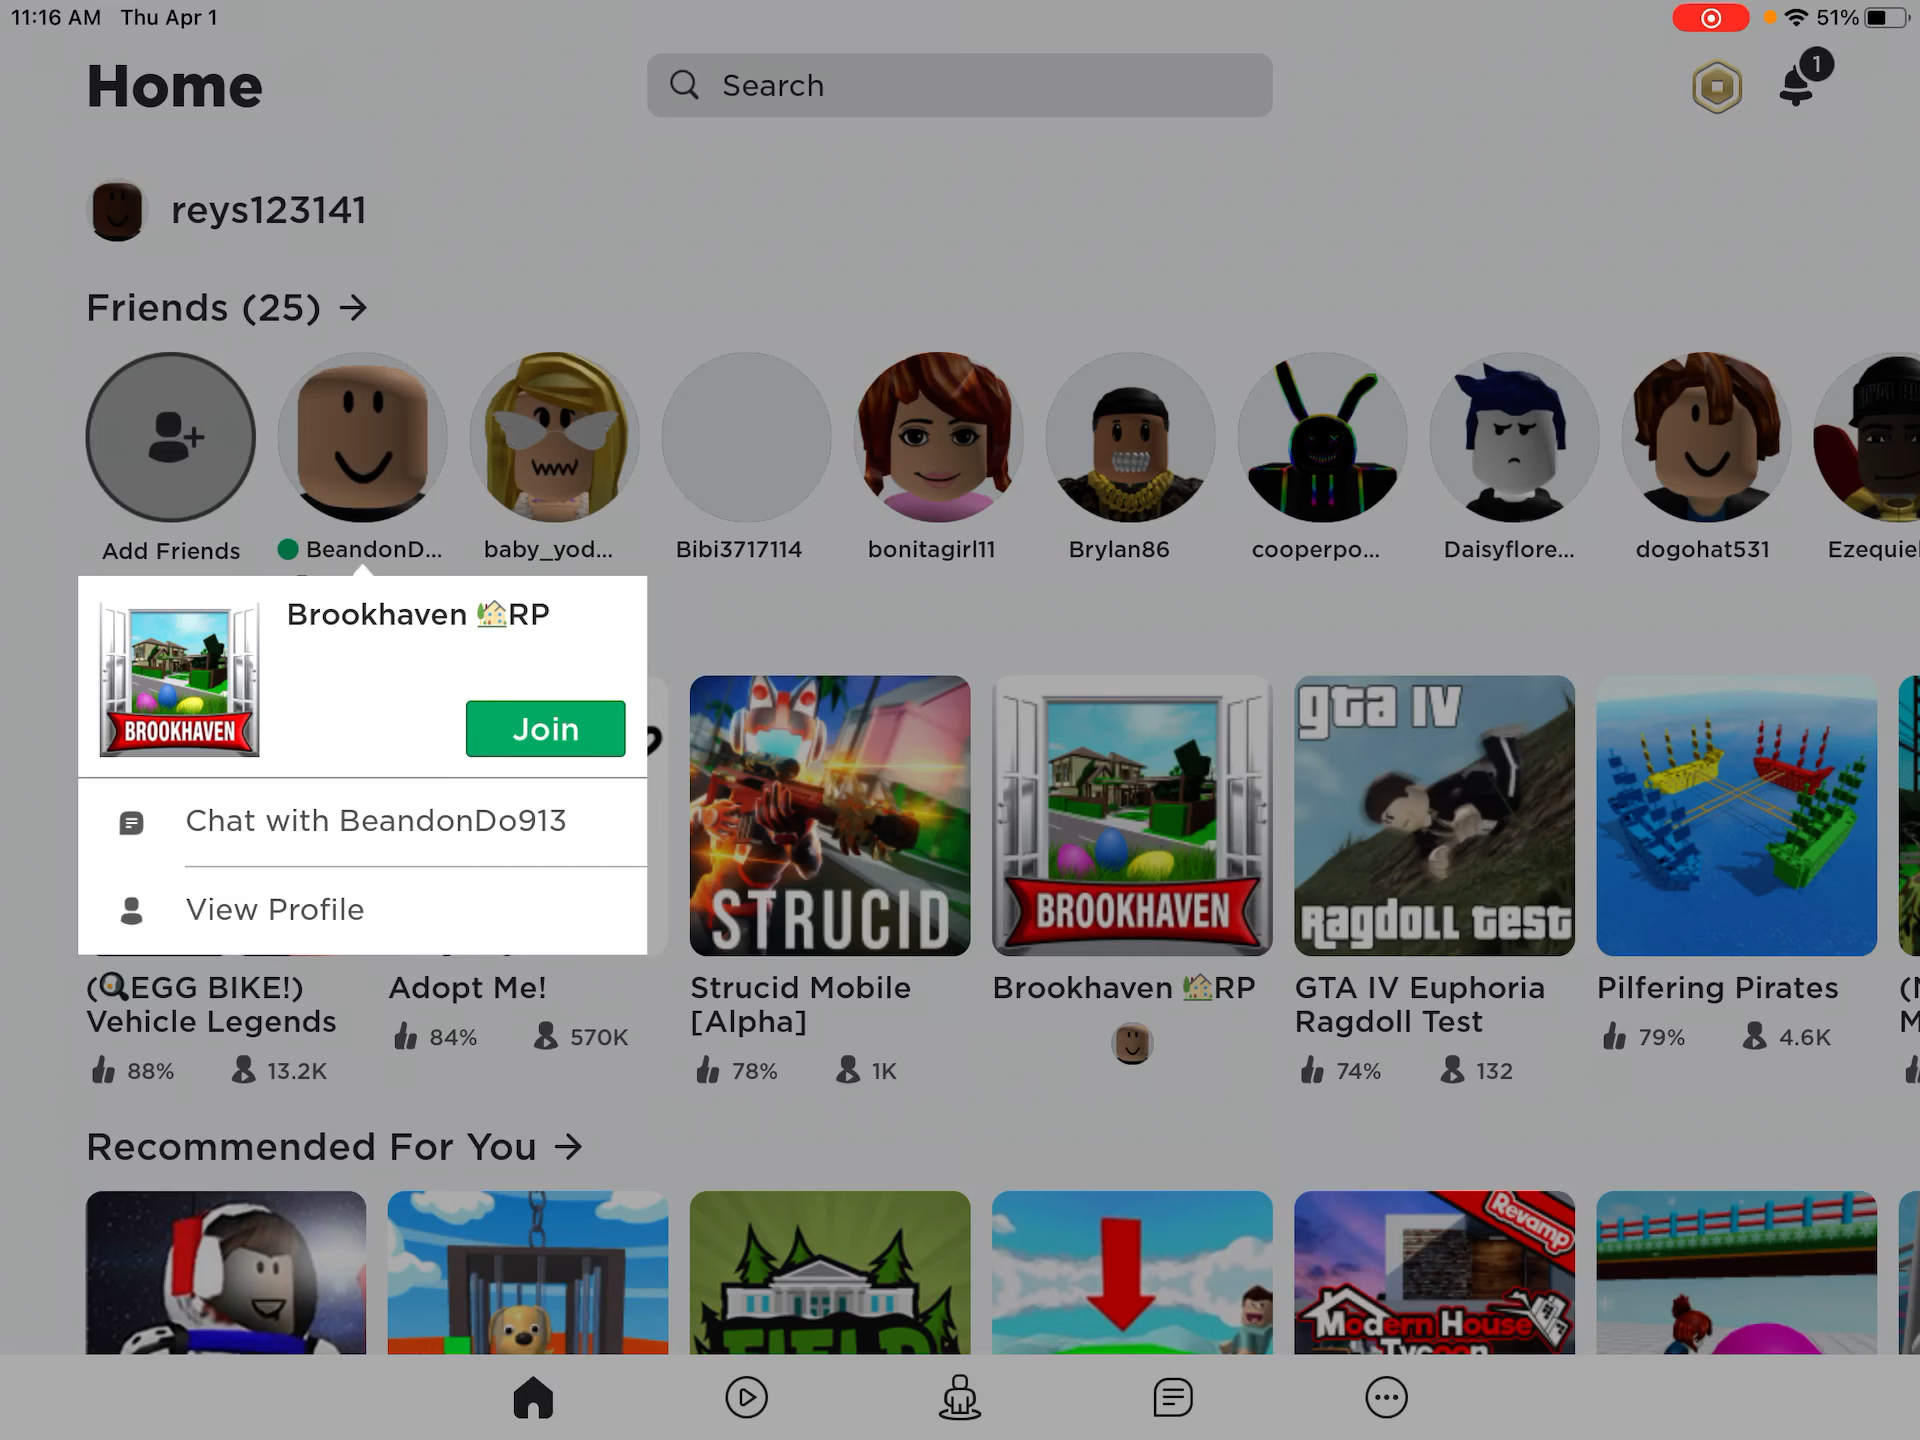 11:16 AM Thu Apr 1
51%
Home
Search
1
reys123141
Friends (25) →
Add Friends
BeandonD...
baby_yod...
Bibi3717114
bonitagirl11
Brylan86
cooperpo...
Daisyflore...
dogohat531
Ezequiel
Brookhaven 🏡RP
BROOKHAVEN
Join
Chat with BeandonDo913
View Profile
STRUCID
BROOKHAVEN
gta IV
Ragdoll test
(🍳EGG BIKE!)
Vehicle Legends
88% 13.2K
Adopt Me!
84% 570K
Strucid Mobile
[Alpha]
78% 1K
Brookhaven 🏡RP
GTA IV Euphoria
Ragdoll Test
74% 132
Pilfering Pirates
79% 4.6K
Recommended For You →
FIELD
Revamp
Modern House
Tycoon